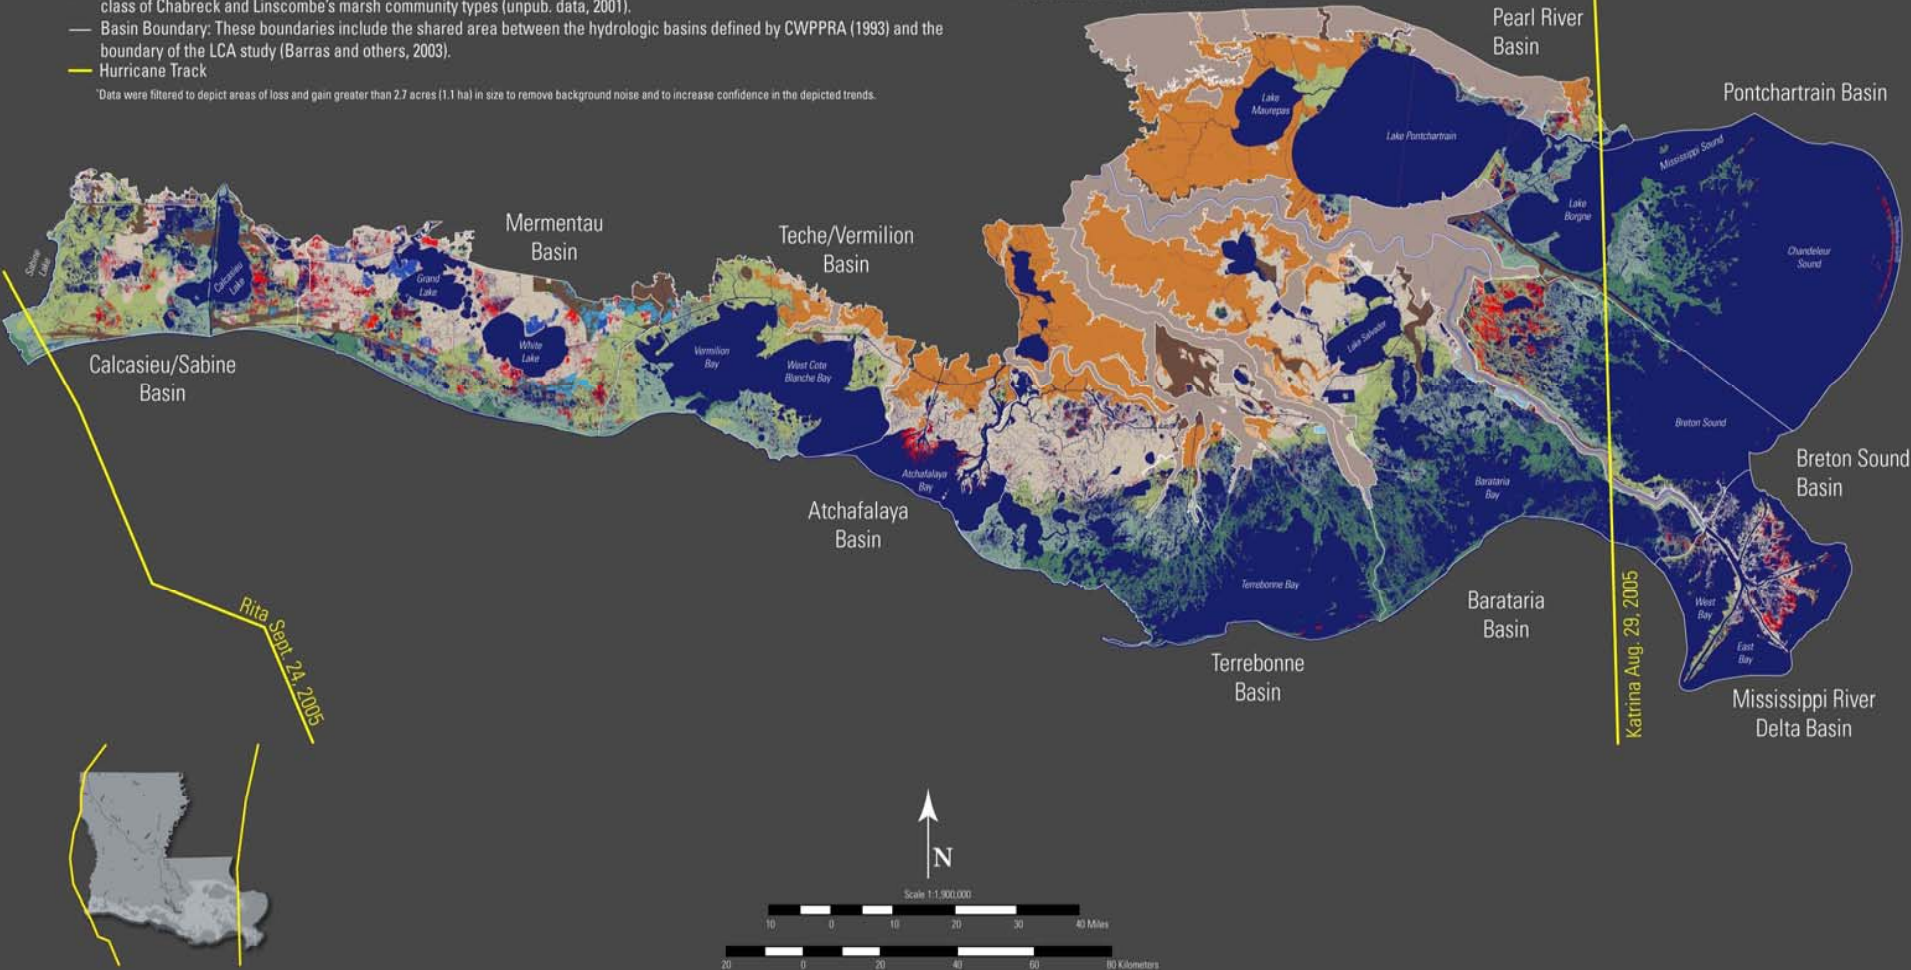 class of Chabreck and Linscombe's marsh community types (unpub. data, 2001).
Basin Boundary: These boundaries include the shared area between the hydrologic basins defined by CWPPRA (1993) and the
boundary of the LCA study (Barras and others, 2003).
Hurricane Track
*Data were filtered to depict areas of loss and gain greater than 2.7 acres (1.1 ha) in size to remove background noise and to increase confidence in the depicted trends.
Pearl River
Basin
Pontchartrain Basin
Lake
Maurepas
Lake Pontchartrain
Mississippi Sound
Lake
Borgne
Chandeleur
Sound
Mermentau
Basin
Teche/Vermilion
Basin
Sabine
Lake
Calcasieu
Lake
Grand
Lake
White
Lake
Vermilion
Bay
West Cote
Blanche Bay
Lake Salvador
Calcasieu/Sabine
Basin
Breton Sound
Breton Sound
Basin
Atchafalaya
Bay
Barataria
Bay
Atchafalaya
Basin
Terrebonne Bay
Barataria
Basin
West
Bay
East
Bay
Terrebonne
Basin
Mississippi River
Delta Basin
Rita Sept. 24, 2005
Katrina Aug. 29, 2005
N
Scale 1:1,900,000
10 0 10 20 30 40 Miles
20 0 20 40 60 80 Kilometers